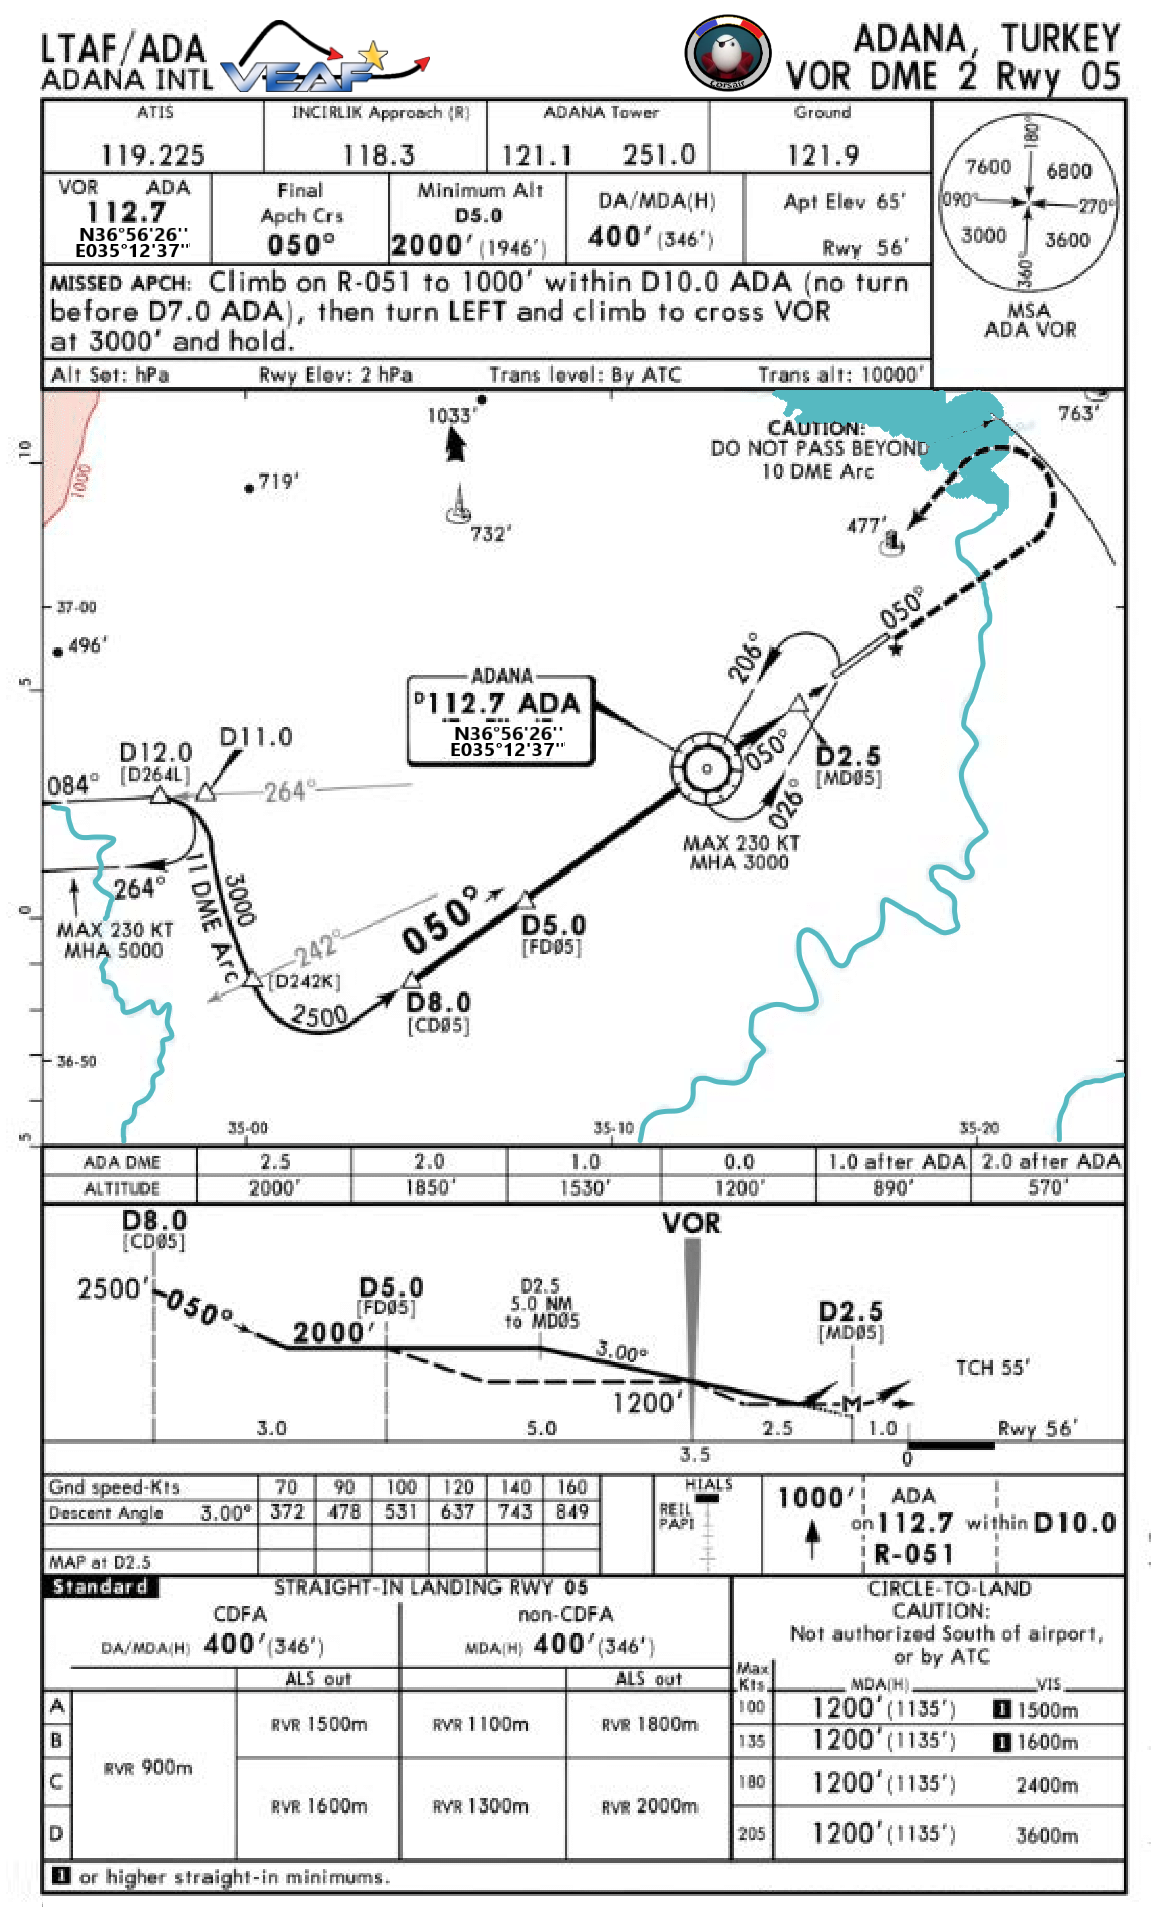 LTAF/ADA
ADANA INTL
VEAF
corsair
ADANA, TURKEY
VOR DME 2 Rwy 05
ATIS
119.225
INCIRLIK Approach (R)
118.3
ADANA Tower
121.1 251.0
Ground
121.9
VOR ADA
112.7
N36°56'26''
E035°12'37''
Final
Apch Crs
050°
Minimum Alt
D5.0
2000' (1946')
DA/MDA(H)
400' (346')
Apt Elev 65'
Rwy 56'
180°
7600 6800
090° 270°
3000 3600
360°
MSA
ADA VOR
MISSED APCH: Climb on R-051 to 1000' within D10.0 ADA (no turn
before D7.0 ADA), then turn LEFT and climb to cross VOR
at 3000' and hold.
Alt Set: hPa Rwy Elev: 2 hPa Trans level: By ATC Trans alt: 10000'
1033'
763'
CAUTION:
DO NOT PASS BEYOND
10 DME Arc
10
1000
719'
732'
477'
37-00
496'
050°
206°
5
ADANA
D 112.7 ADA
N36°56'26''
E035°12'37''
D12.0
[D264L]
D11.0
084°
264°
050°
D2.5
[MD05]
026°
MAX 230 KT
MHA 3000
264°
11 DME Arc
3000
MAX 230 KT
MHA 5000
0
050°
D5.0
[FD05]
242°
[D242K]
2500
D8.0
[CD05]
36-50
5
35-00
35-10
35-20
ADA DME 2.5 2.0 1.0 0.0 1.0 after ADA 2.0 after ADA
ALTITUDE 2000' 1850' 1530' 1200' 890' 570'
D8.0
[CD05]
VOR
2500'
050°
D5.0
[FD05]
2000'
D2.5
5.0 NM
to MD05
3.00°
D2.5
[MD05]
TCH 55'
1200'
M
3.0
5.0
2.5
1.0
Rwy 56'
3.5
0
Gnd speed-Kts 70 90 100 120 140 160
Descent Angle 3.00° 372 478 531 637 743 849
MAP at D2.5
HIALS
REIL
PAPI
1000'
ADA
on 112.7 within D10.0
R-051
Standard
STRAIGHT-IN LANDING RWY 05
CDFA
DA/MDA(H) 400' (346')
non-CDFA
MDA(H) 400' (346')
ALS out
ALS out
A
B
C
D
RVR 900m
RVR 1500m
RVR 1100m
RVR 1800m
RVR 1600m
RVR 1300m
RVR 2000m
CIRCLE-TO-LAND
CAUTION:
Not authorized South of airport,
or by ATC
Max
Kts
MDA(H) VIS
100 1200' (1135') 1 1500m
135 1200' (1135') 1 1600m
180 1200' (1135') 2400m
205 1200' (1135') 3600m
1 or higher straight-in minimums.